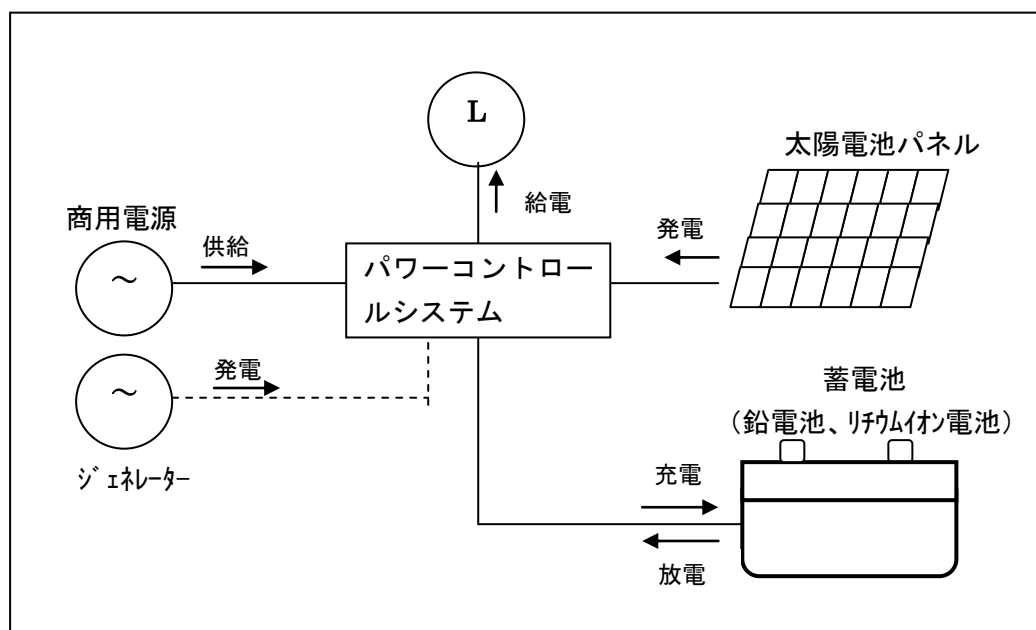 L
給電
太陽電池パネル
発電
商用電源
～
供給
パワーコントロー
ルシステム
～
発電
ジェネレーター
蓄電池
（鉛電池、リチウムイオン電池）
充電
放電